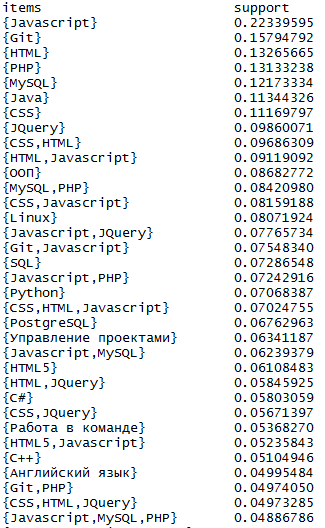 items support
{Javascript} 0.22339595
{Git} 0.15794792
{HTML} 0.13265665
{PHP} 0.13133238
{MySQL} 0.12173334
{Java} 0.11344326
{CSS} 0.11169797
{JQuery} 0.09860071
{CSS,HTML} 0.09686309
{HTML,Javascript} 0.09119092
{ООП} 0.08682772
{MySQL,PHP} 0.08420980
{CSS,Javascript} 0.08159188
{Linux} 0.08071924
{Javascript,JQuery} 0.07765734
{Git,Javascript} 0.07548340
{SQL} 0.07286548
{Javascript,PHP} 0.07242916
{Python} 0.07068387
{CSS,HTML,Javascript} 0.07024755
{PostgreSQL} 0.06762963
{Управление проектами} 0.06341187
{Javascript,MySQL} 0.06239379
{HTML5} 0.06108483
{HTML,JQuery} 0.05845925
{C#} 0.05803059
{CSS,JQuery} 0.05671397
{Работа в команде} 0.05368270
{HTML5,Javascript} 0.05235843
{C++} 0.05104946
{Английский язык} 0.04995484
{Git,PHP} 0.04974050
{CSS,HTML,JQuery} 0.04973285
{Javascript,MySQL,PHP} 0.04886786